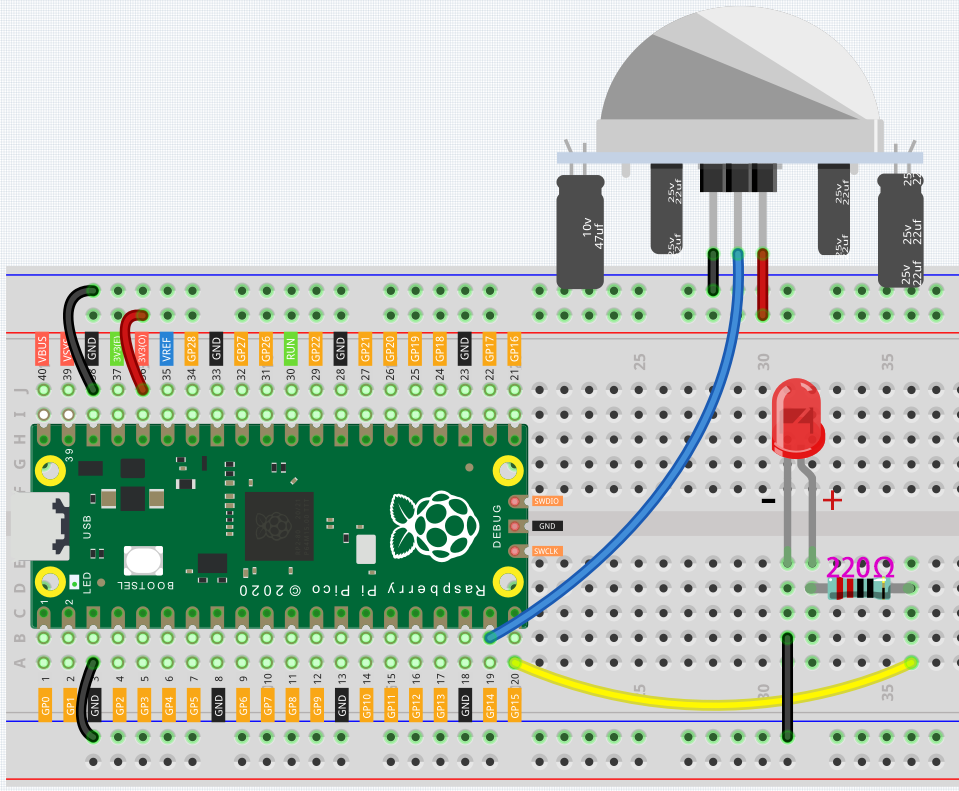 10v
47uf
25v
22uf
25v
22uf
25v
22uf
25v
22uf
25v
22uf
VBUS
VSYS
GND
3V3(E)
3V3(O)
VREF
GP28
GND
GP27
GP26
RUN
GP22
GND
GP21
GP20
GP19
GP18
GND
GP17
GP16
40
39
38
37
36
35
34
33
32
31
30
29
28
27
26
25
24
23
22
21
25
30
35
J
I
H
G
F
E
D
C
B
A
39
USB
LED
BOOTSEL
1
2
Raspberry Pi Pico © 2020
DEBUG
SWDIO
GND
SWCLK
- +
220Ω
1
2
3
4
5
6
7
8
9
10
11
12
13
14
15
16
17
18
19
20
GP0
GP1
GND
GP2
GP3
GP4
GP5
GND
GP6
GP7
GP8
GP9
GND
GP10
GP11
GP12
GP13
GND
GP14
GP15
25
30
35